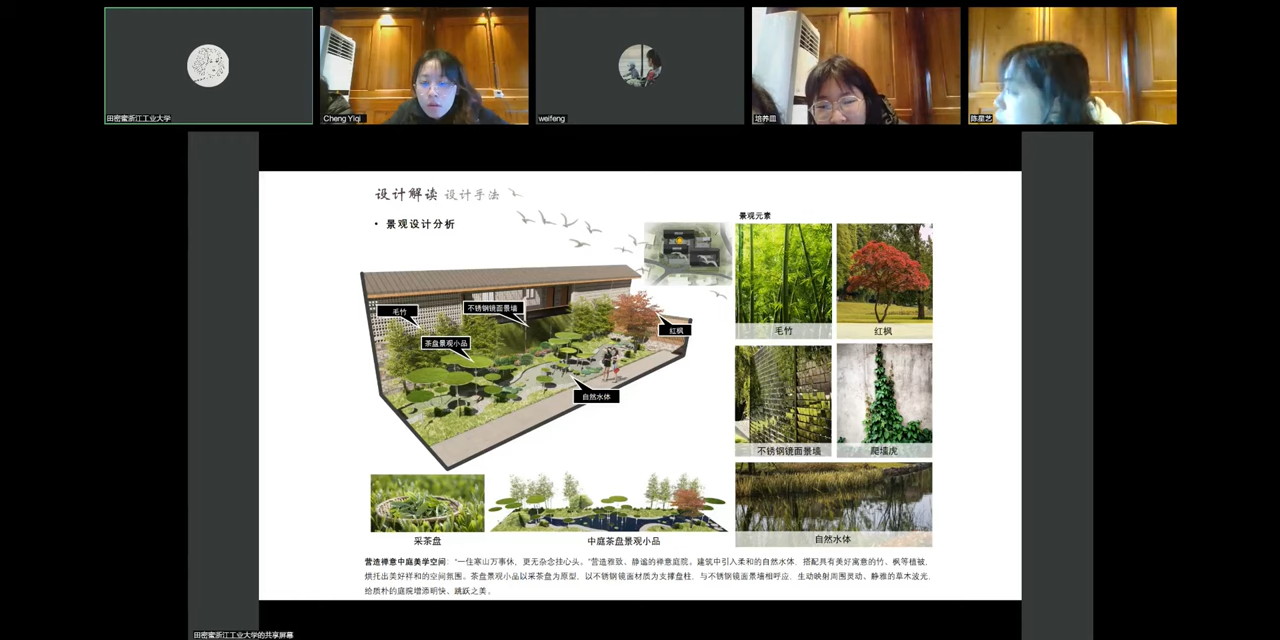 田密蜜浙江工业大学
Cheng Yiqi
weifeng
培养皿
陈星艺
设计解读 设计手法
• 景观设计分析
景观元素
毛竹
不锈钢镜面景墙
茶盘景观小品
红枫
自然水体
毛竹
红枫
不锈钢镜面景墙
爬墙虎
自然水体
采茶盘
中庭茶盘景观小品
营造禅意中庭美学空间：“一住寒山万事休，更无杂念挂心头。”营造雅致、静谧的禅意庭院，建筑中引入柔和的自然水体，搭配具有美好寓意的竹、枫等植被，
烘托出美好祥和的空间氛围。茶盘景观小品以采茶盘为原型，以不锈钢镜面材质为支撑盘柱，与不锈钢镜面景墙相呼应，生动映射周围灵动、静雅的草木波光，
给质朴的庭院增添明快、跳跃之美。
田密蜜浙江工业大学的共享屏幕